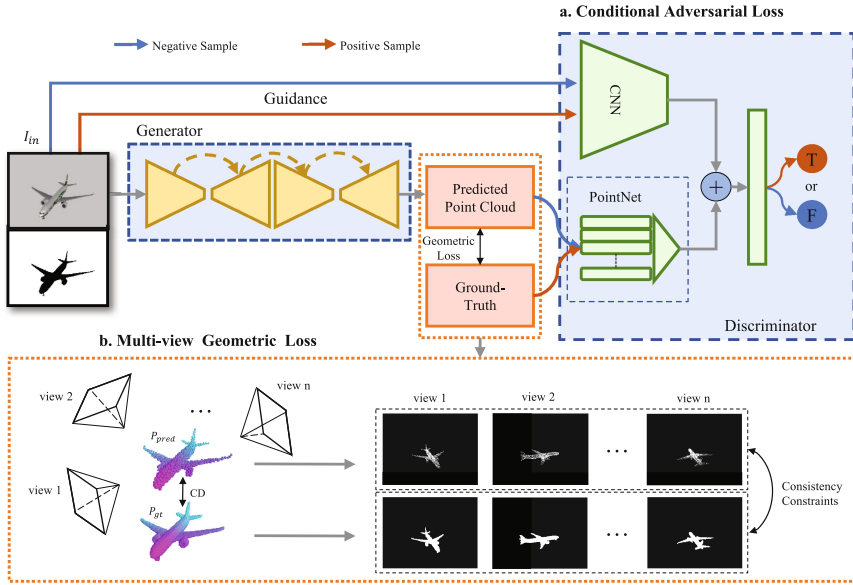 a. Conditional Adversarial Loss
Negative Sample
Positive Sample
Guidance
I_in
Generator
CNN
Predicted
Point Cloud
Geometric
Loss
Ground-
Truth
PointNet
+
T
or
F
Discriminator
b. Multi-view Geometric Loss
view 2
...
view n
P_pred
view 1
CD
P_gt
view 1
view 2
view n
...
...
Consistency
Constraints